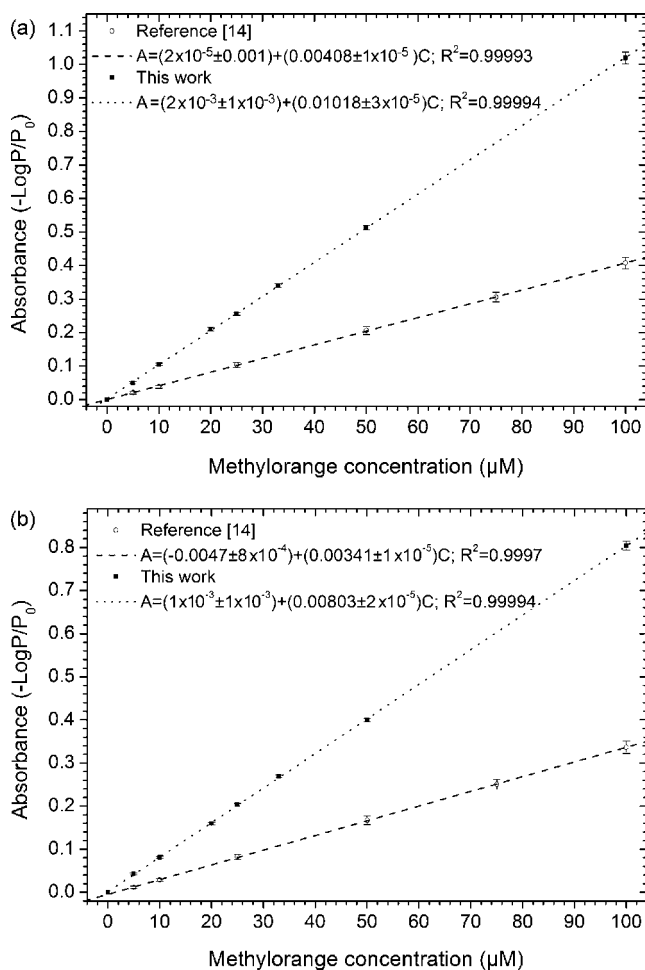 (a)
1.1
1.0
0.9
0.8
0.7
0.6
0.5
0.4
0.3
0.2
0.1
0.0
Absorbance (-LogP/P₀)
Reference [14]
A=(2x10⁻⁵±0.001)+(0.00408±1x10⁻⁵)C; R²=0.99993
This work
A=(2x10⁻³±1x10⁻³)+(0.01018±3x10⁻⁵)C; R²=0.99994
0 10 20 30 40 50 60 70 80 90 100
Methylorange concentration (µM)
(b)
0.8
0.7
0.6
0.5
0.4
0.3
0.2
0.1
0.0
Absorbance (-LogP/P₀)
Reference [14]
A=(-0.0047±8x10⁻⁴)+(0.00341±1x10⁻⁵)C; R²=0.9997
This work
A=(1x10⁻³±1x10⁻³)+(0.00803±2x10⁻⁵)C; R²=0.99994
0 10 20 30 40 50 60 70 80 90 100
Methylorange concentration (µM)